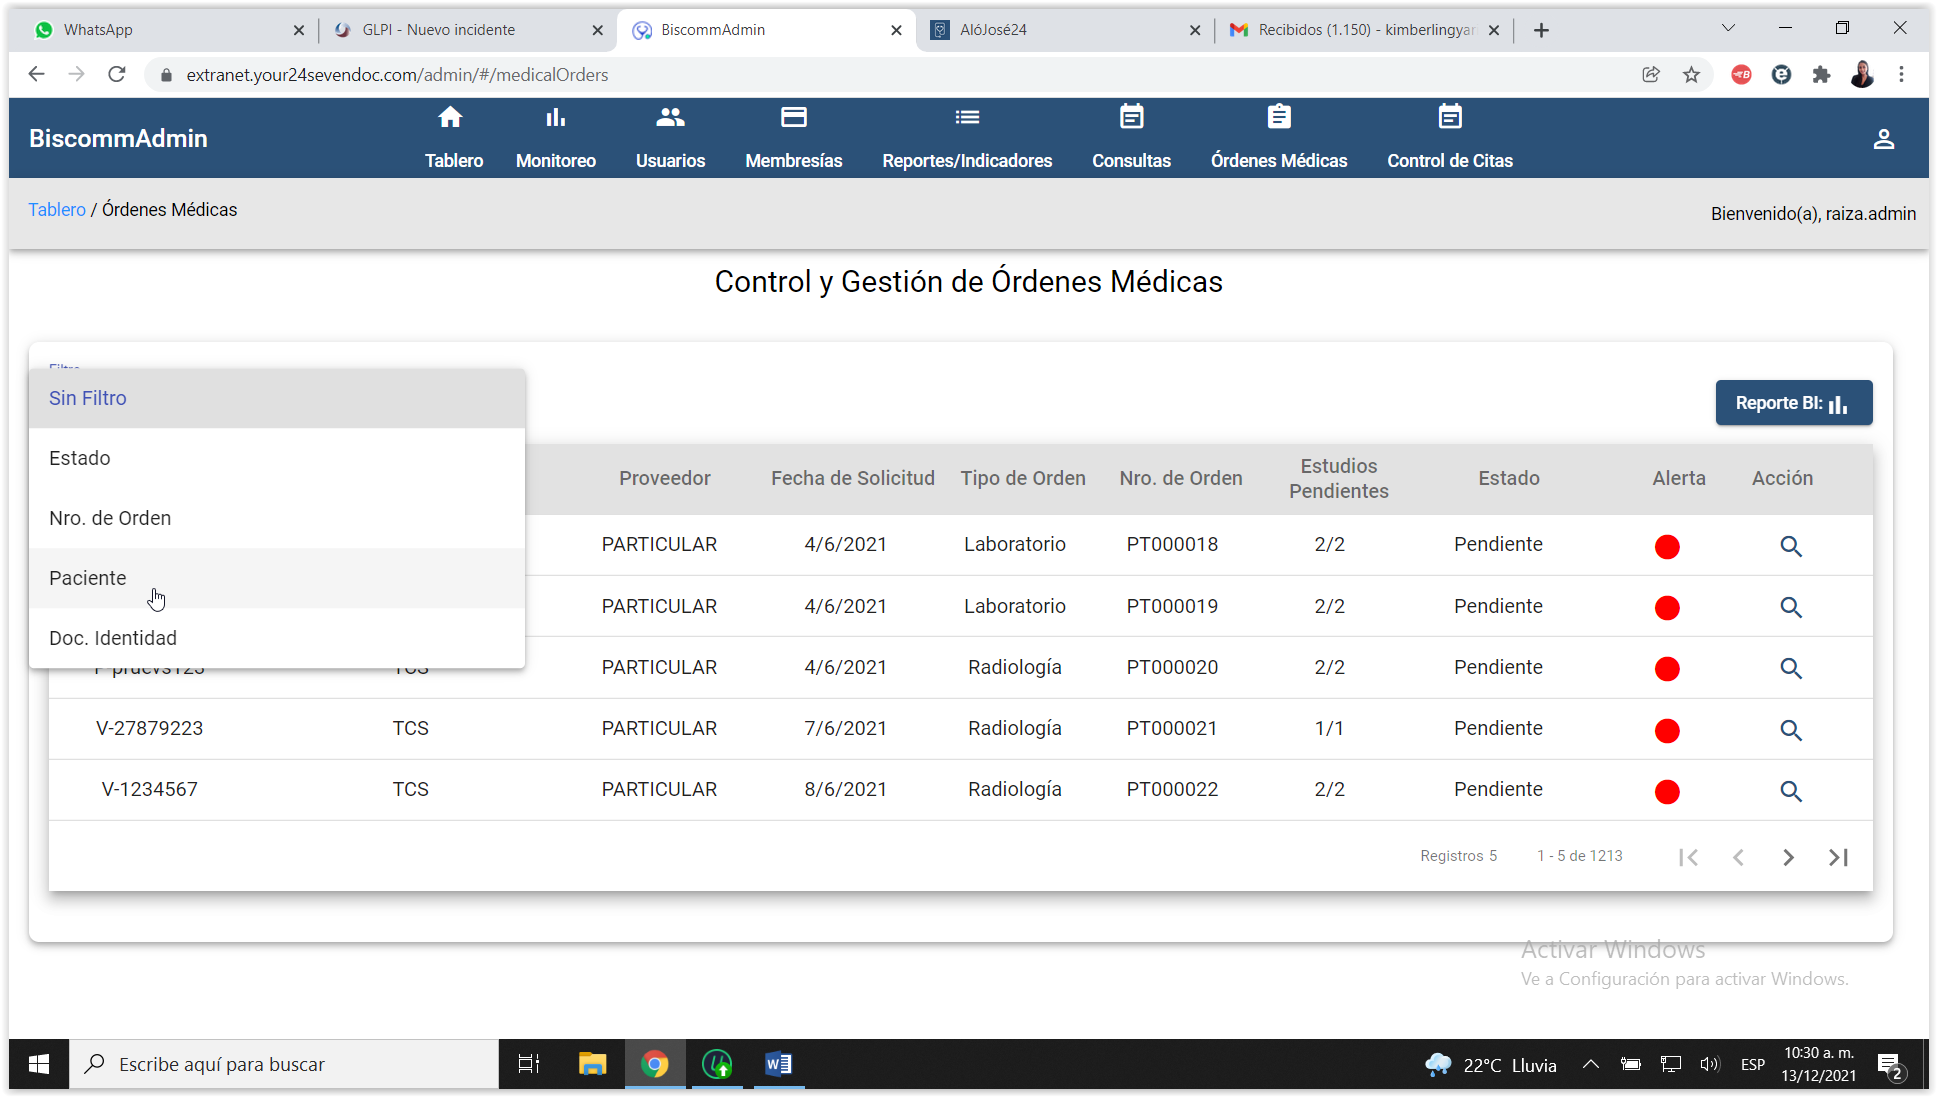 WhatsApp
GLPI - Nuevo incidente
BiscommAdmin
AlóJosé24
Recibidos (1.150) - kimberlingyar
extranet.your24sevendoc.com/admin/#/medicalOrders
BiscommAdmin
Tablero
Monitoreo
Usuarios
Membresías
Reportes/Indicadores
Consultas
Órdenes Médicas
Control de Citas
Tablero / Órdenes Médicas
Bienvenido(a), raiza.admin
Control y Gestión de Órdenes Médicas
Filtro
Sin Filtro
Estado
Nro. de Orden
Paciente
Doc. Identidad
Reporte BI:
Proveedor Fecha de Solicitud Tipo de Orden Nro. de Orden Estudios Pendientes Estado Alerta Acción
PARTICULAR 4/6/2021 Laboratorio PT000018 2/2 Pendiente
PARTICULAR 4/6/2021 Laboratorio PT000019 2/2 Pendiente
P-pruevs123 TCS PARTICULAR 4/6/2021 Radiología PT000020 2/2 Pendiente
V-27879223 TCS PARTICULAR 7/6/2021 Radiología PT000021 1/1 Pendiente
V-1234567 TCS PARTICULAR 8/6/2021 Radiología PT000022 2/2 Pendiente
Registros 5 1 - 5 de 1213
Activar Windows
Ve a Configuración para activar Windows.
Escribe aquí para buscar
22°C Lluvia
ESP
10:30 a. m.
13/12/2021
2